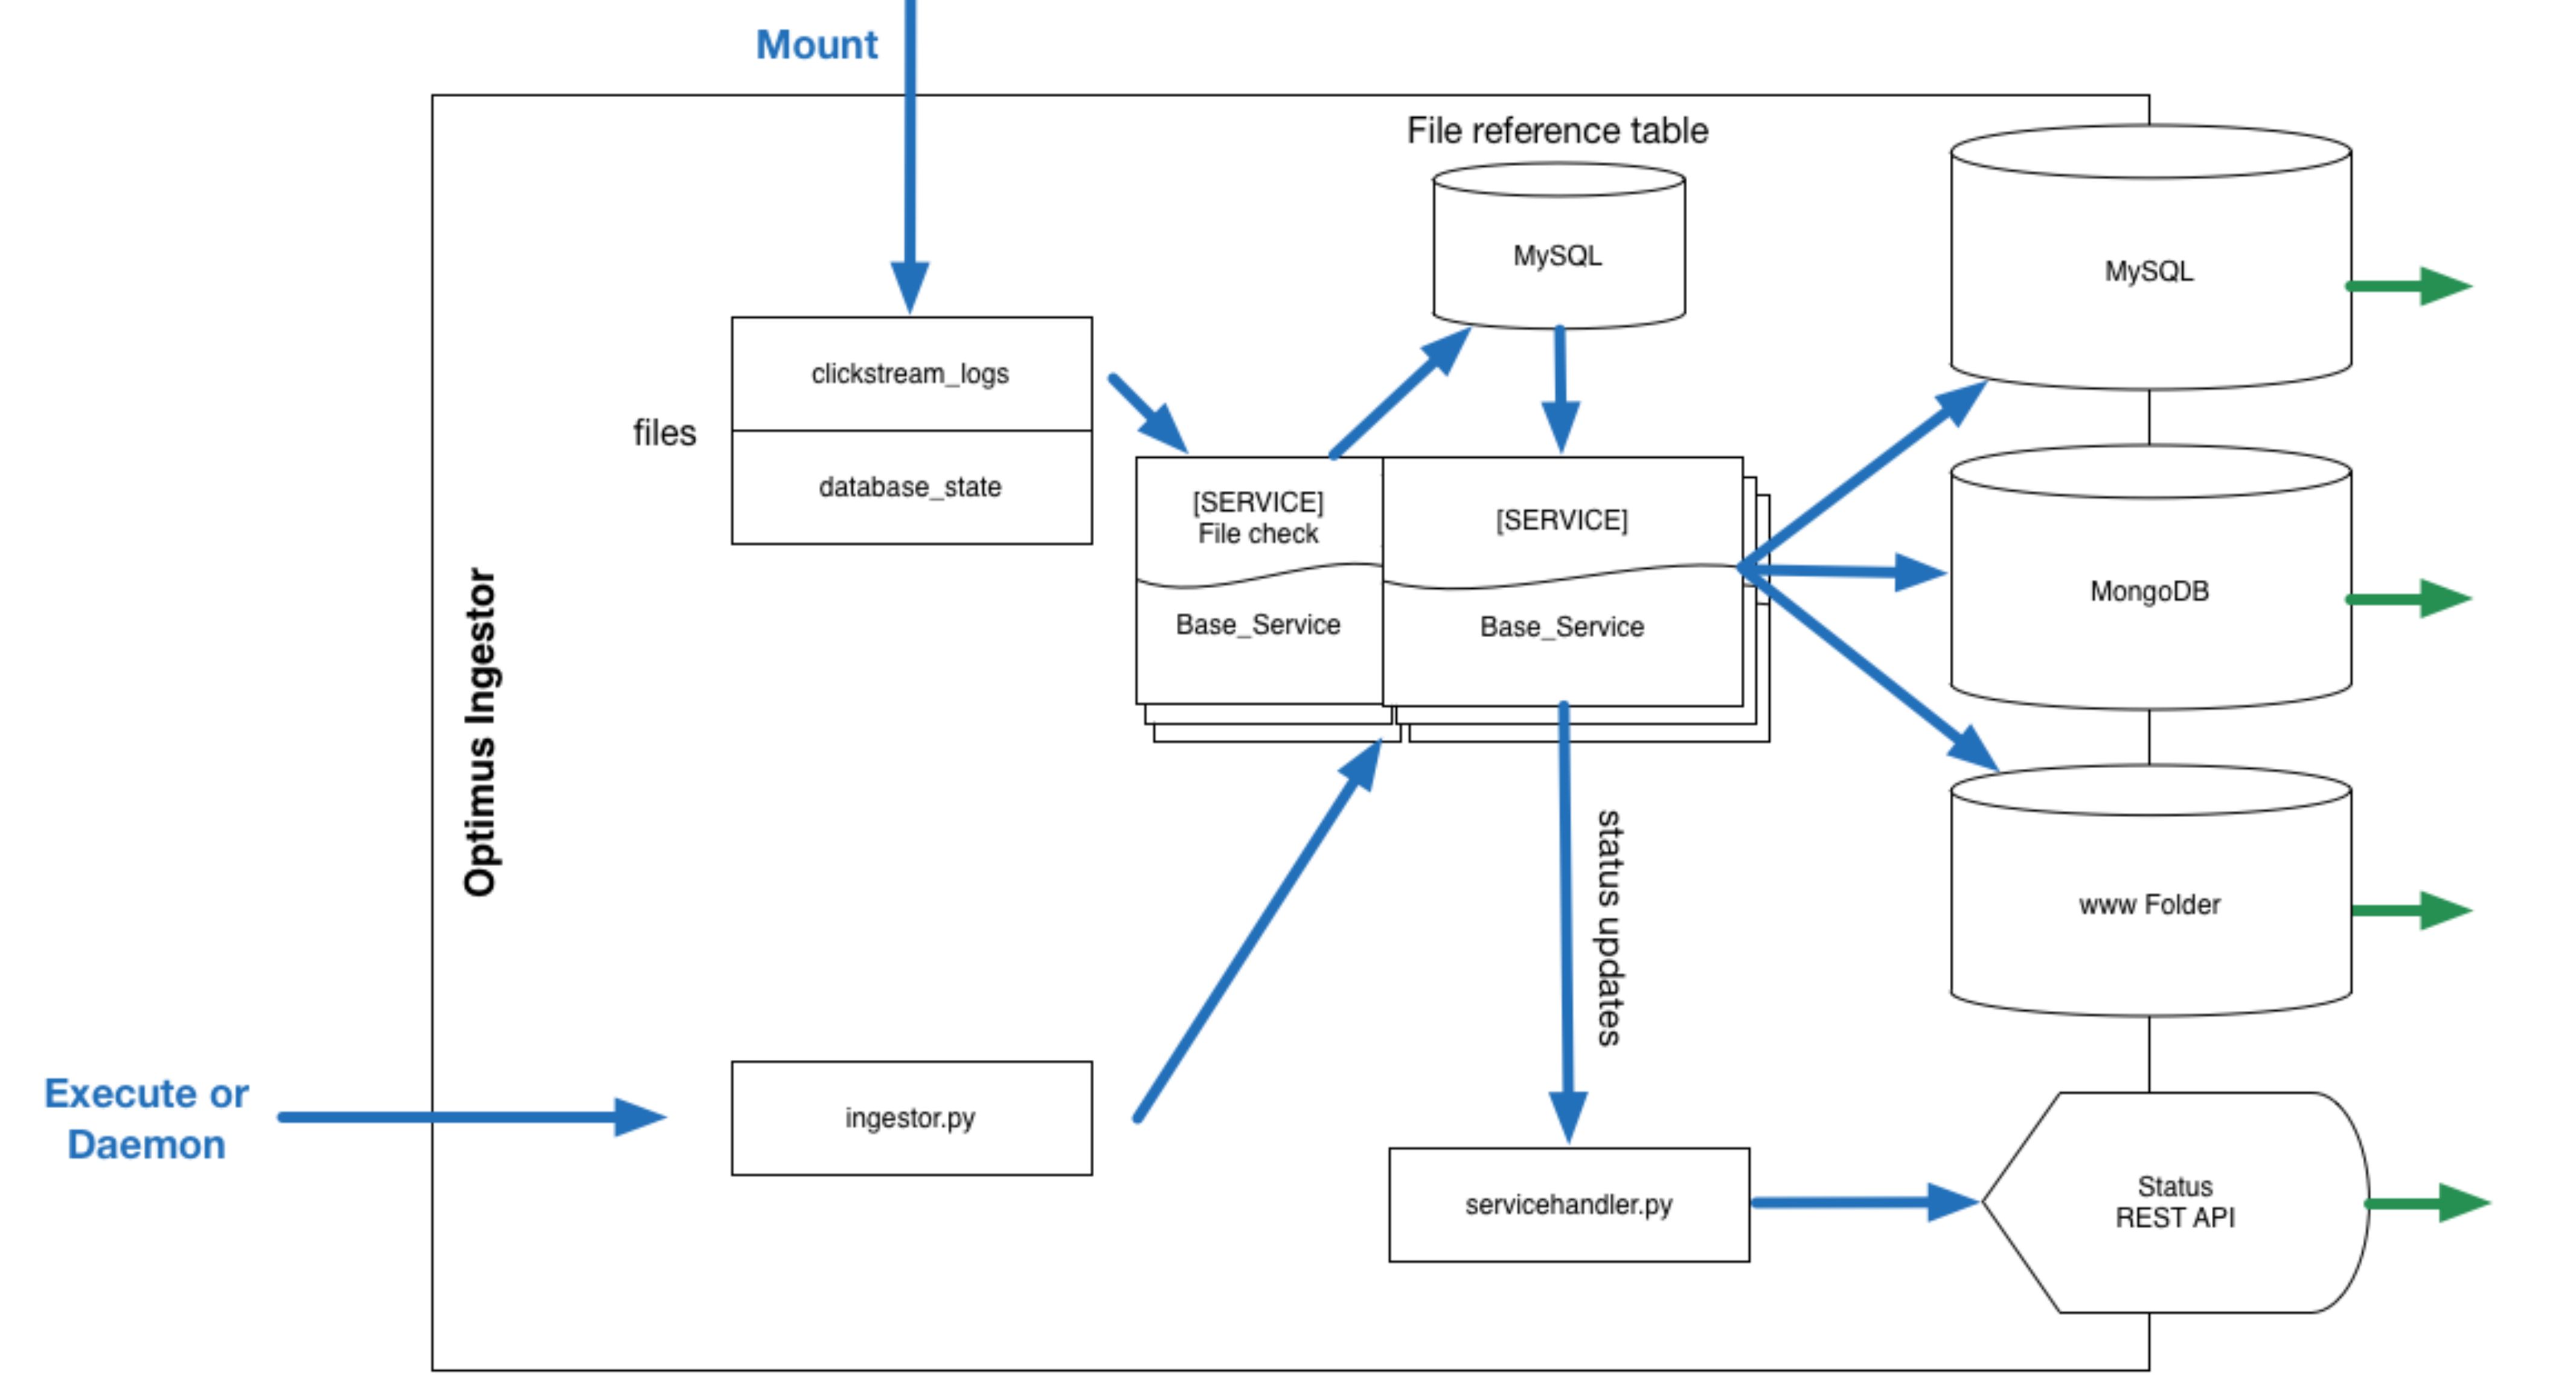 Mount
File reference table
MySQL
MySQL
clickstream_logs
files
database_state
[SERVICE]
File check
[SERVICE]
Base_Service
Base_Service
MongoDB
Optimus Ingestor
status updates
www Folder
Execute or
Daemon
ingestor.py
servicehandler.py
Status
REST API